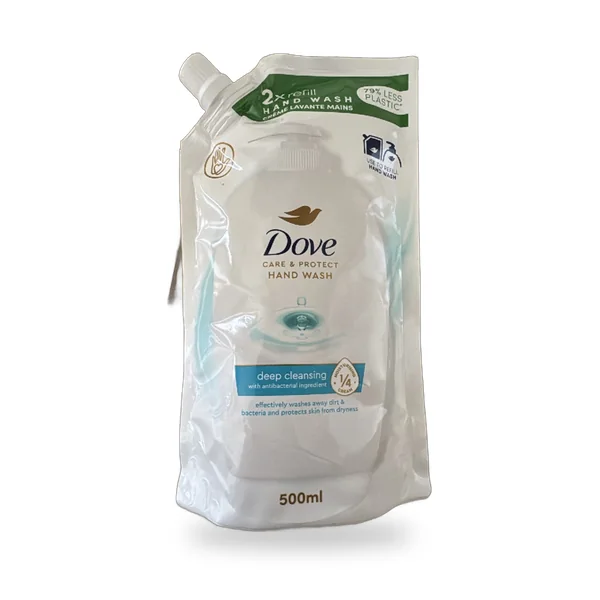 2x refill
HAND WASH
CRÈME LAVANTE MAINS
79% LESS
PLASTIC*
USE TO REFILL
HAND WASH
Dove
CARE & PROTECT
HAND WASH
deep cleansing
with antibacterial ingredient
1/4
MOISTURISING
CREAM
effectively washes away dirt &
bacteria and protects skin from dryness
500ml